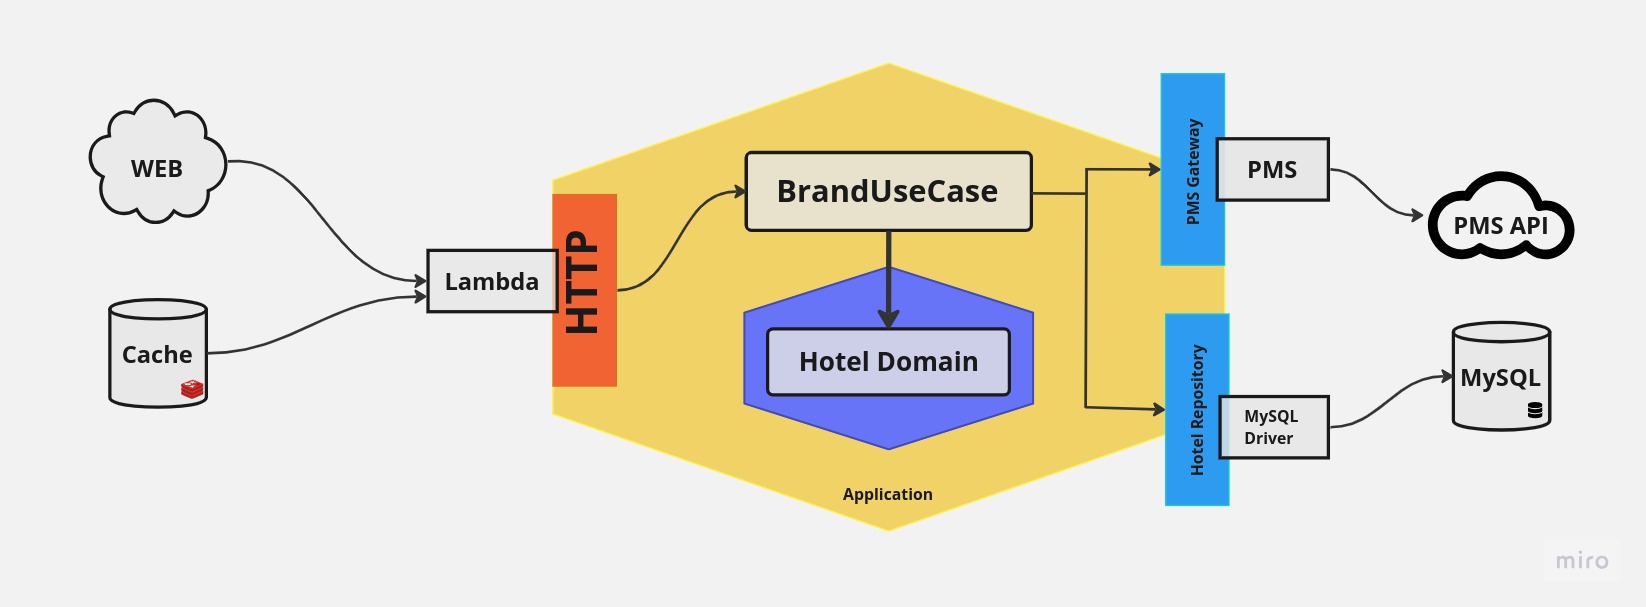 WEB
Cache
Lambda
HTTP
BrandUseCase
Hotel Domain
Application
PMS Gateway
PMS
PMS API
Hotel Repository
MySQL
Driver
MySQL
miro